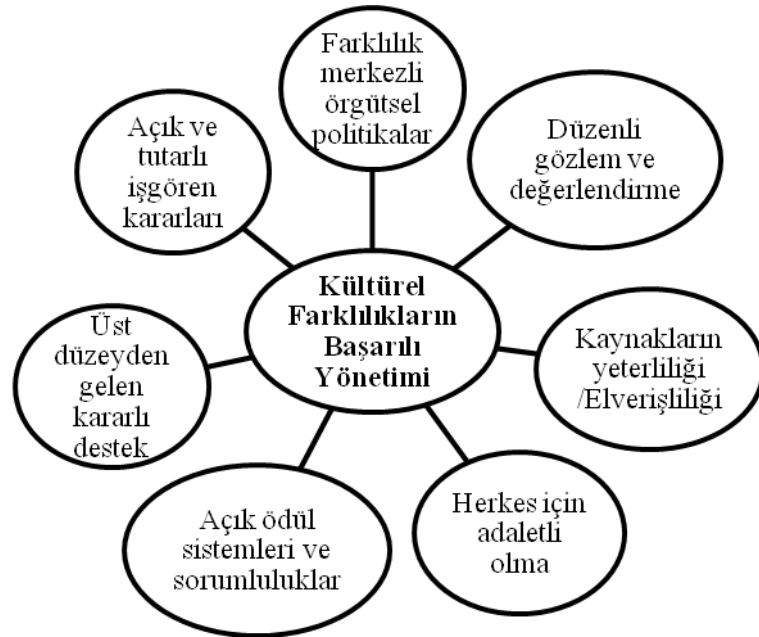 Farklılık
merkezli
örgütsel
politikalar
Açık ve
tutarlı
işgören
kararları
Düzenli
gözlem ve
değerlendirme
Kültürel
Farklılıkların
Başarılı
Yönetimi
Üst
düzeyden
gelen
kararlı
destek
Kaynakların
yeterliliği
/Elverişliliği
Açık ödül
sistemleri ve
sorumluluklar
Herkes için
adaletli
olma